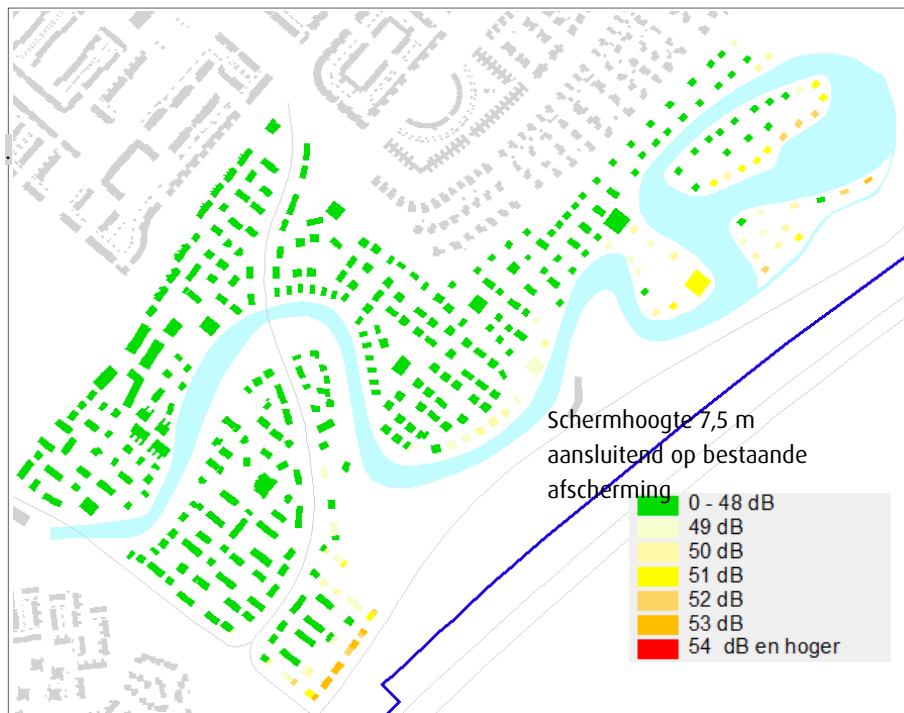 Schermhoogte 7,5 m
aansluitend op bestaande
afscherming
0 - 48 dB
49 dB
50 dB
51 dB
52 dB
53 dB
54 dB en hoger